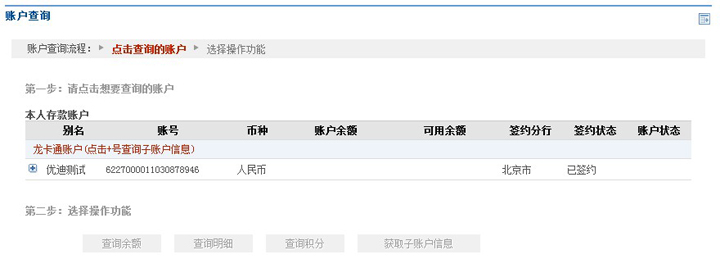 账户查询
账户查询流程： 点击查询的账户 选择操作功能
第一步：请点击想要查询的账户
本人存款账户
别名 账号 币种 账户余额 可用余额 签约分行 签约状态 账户状态
龙卡通账户(点击+号查询子账户信息)
优迪测试 6227000011030878946 人民币 北京市 已签约
第二步：选择操作功能
查询余额 查询明细 查询积分 获取子账户信息